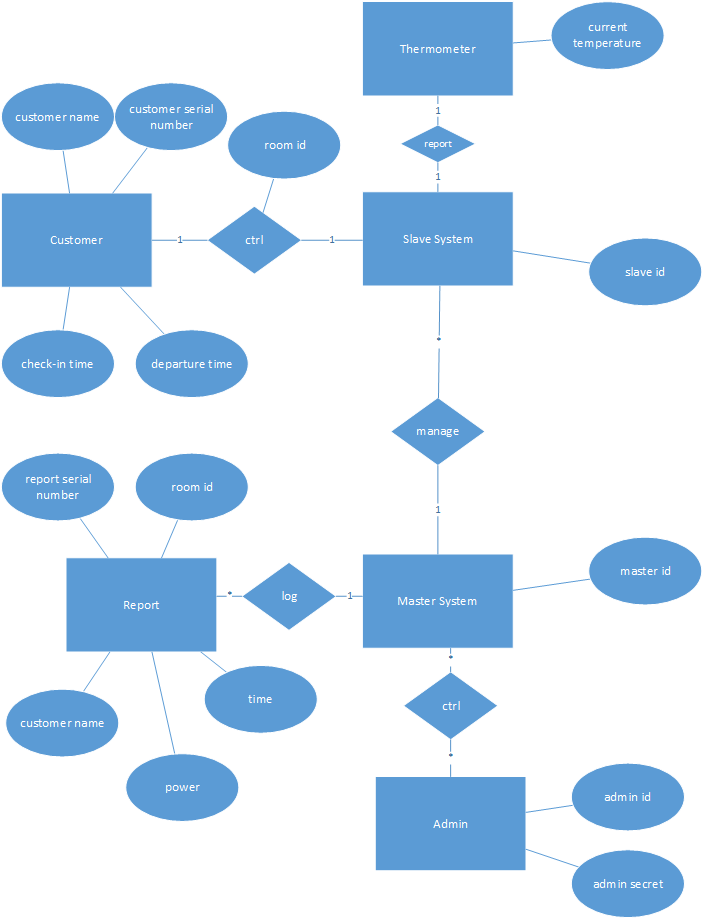 Thermometer
current
temperature
1
report
1
customer name
customer serial
number
room id
Customer
1
ctrl
1
Slave System
slave id
check-in time
departure time
*
manage
1
report serial
number
room id
Report
*
log
1
Master System
master id
customer name
time
power
*
ctrl
*
Admin
admin id
admin secret